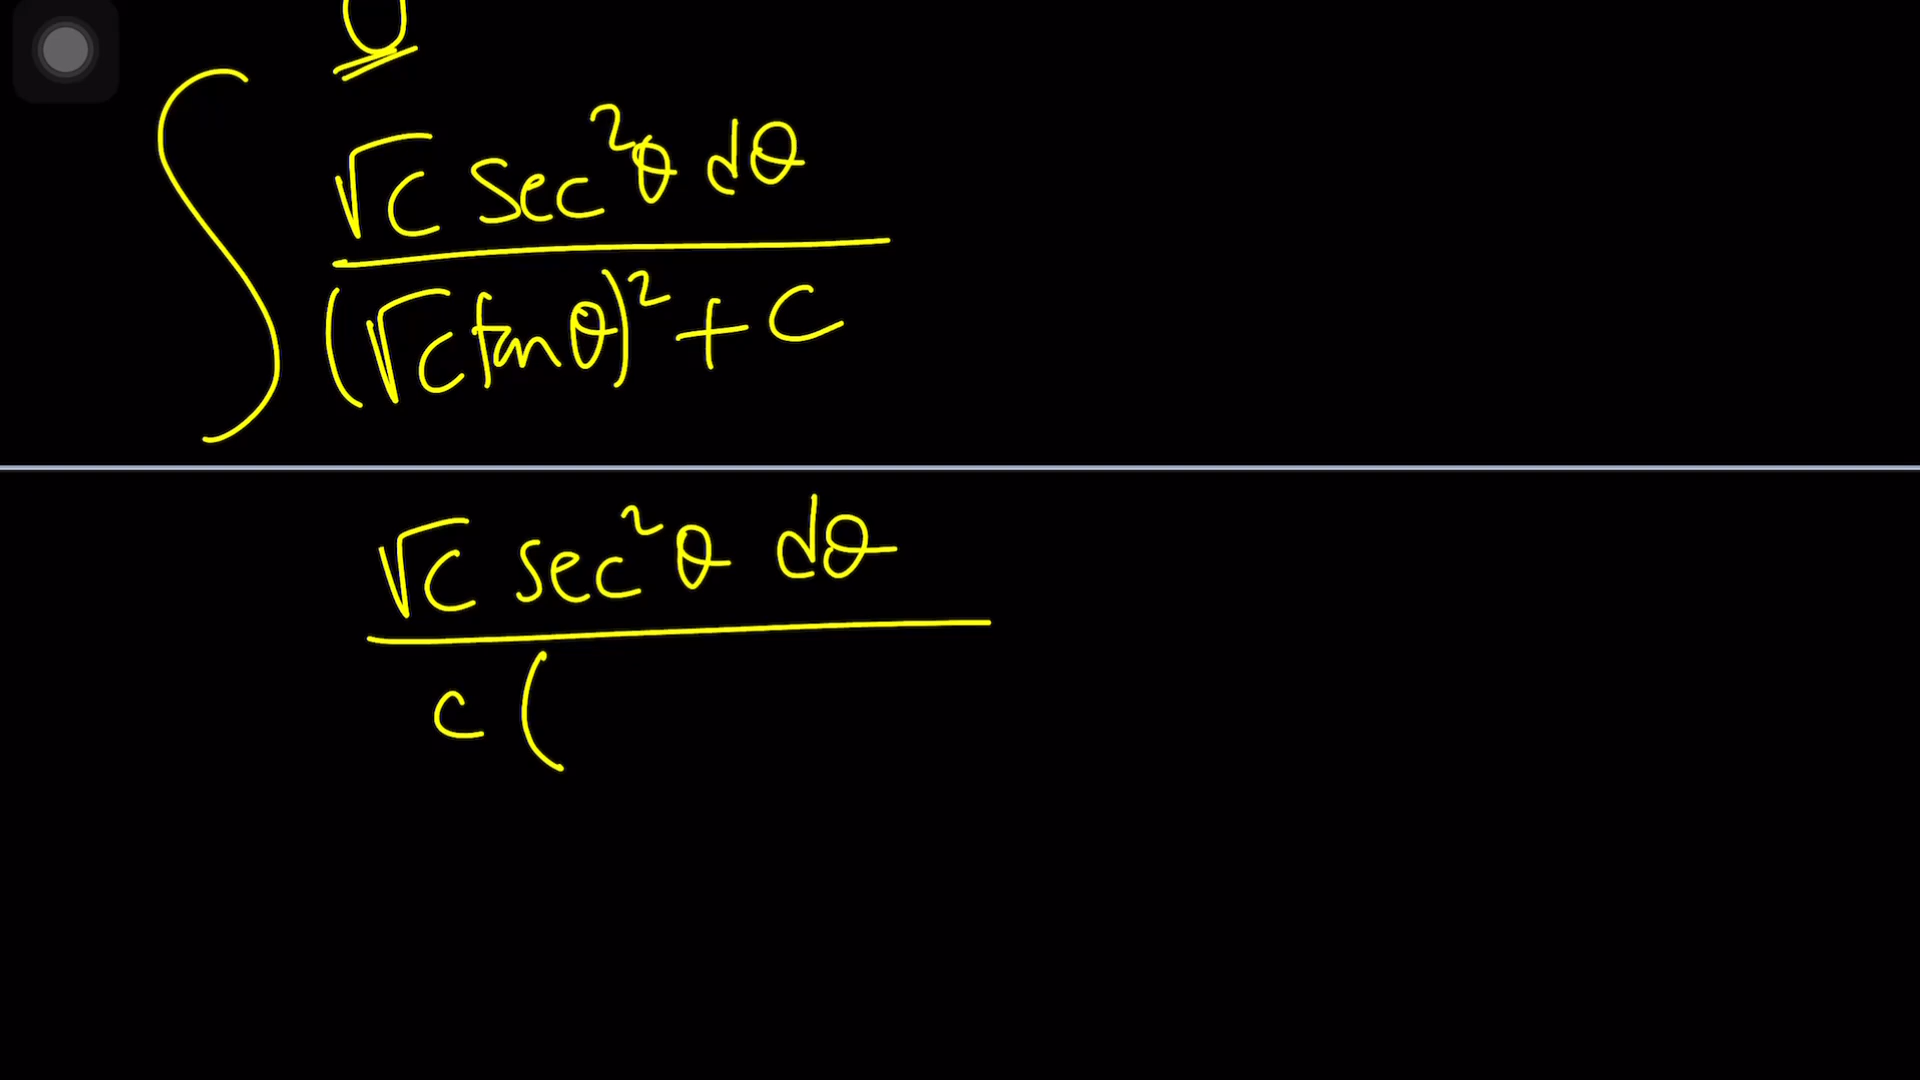 √c sec²θ dθ
(√c tanθ)² + c
√c sec²θ dθ
c (